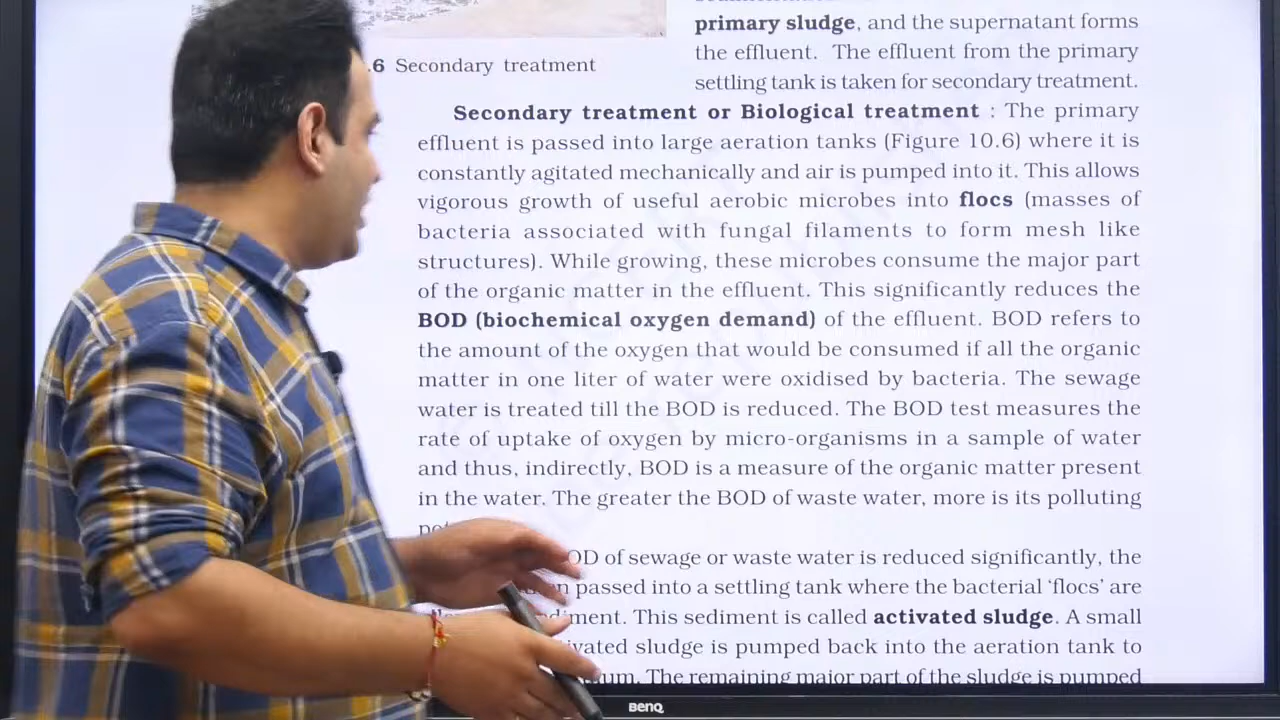 primary sludge, and the supernatant forms
the effluent. The effluent from the primary
settling tank is taken for secondary treatment.
.6 Secondary treatment
Secondary treatment or Biological treatment : The primary
effluent is passed into large aeration tanks (Figure 10.6) where it is
constantly agitated mechanically and air is pumped into it. This allows
vigorous growth of useful aerobic microbes into flocs (masses of
bacteria associated with fungal filaments to form mesh like
structures). While growing, these microbes consume the major part
of the organic matter in the effluent. This significantly reduces the
BOD (biochemical oxygen demand) of the effluent. BOD refers to
the amount of the oxygen that would be consumed if all the organic
matter in one liter of water were oxidised by bacteria. The sewage
water is treated till the BOD is reduced. The BOD test measures the
rate of uptake of oxygen by micro-organisms in a sample of water
and thus, indirectly, BOD is a measure of the organic matter present
in the water. The greater the BOD of waste water, more is its polluting
OD of sewage or waste water is reduced significantly, the
passed into a settling tank where the bacterial ‘flocs’ are
diment. This sediment is called activated sludge. A small
ivated sludge is pumped back into the aeration tank to
um. The remaining major part of the sludge is pumped
BenQ